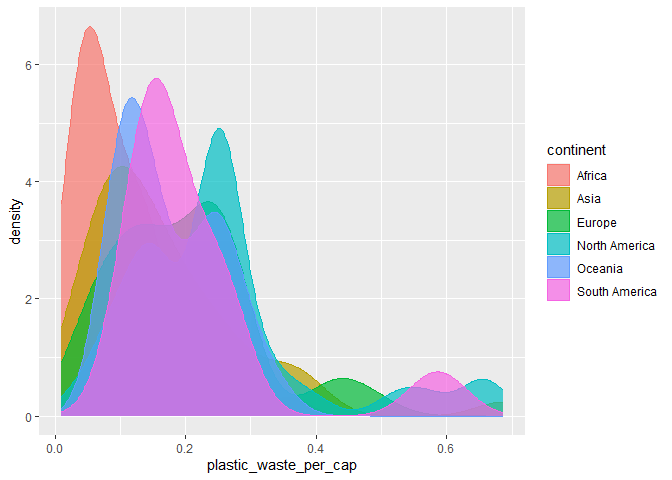 density
6
4
2
0
0.0
0.2
0.4
0.6
plastic_waste_per_cap
continent
Africa
Asia
Europe
North America
Oceania
South America